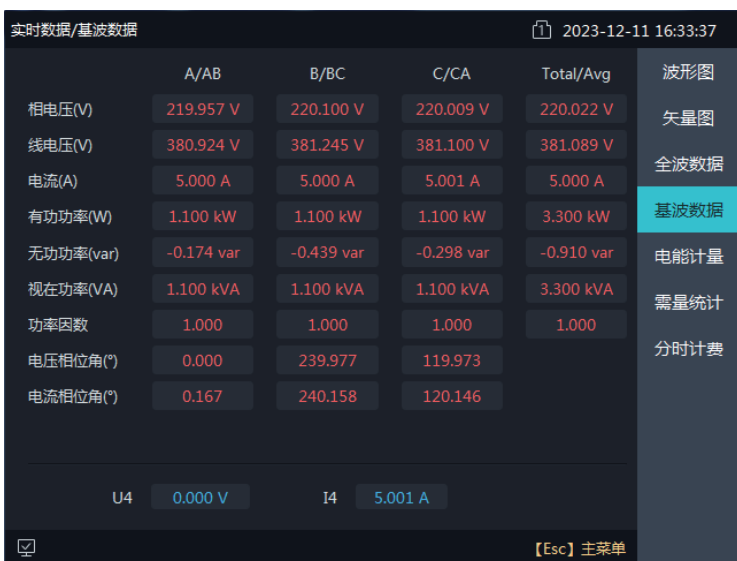 实时数据/基波数据 1 2023-12-11 16:33:37
A/AB B/BC C/CA Total/Avg
相电压(V) 219.957 V 220.100 V 220.009 V 220.022 V
线电压(V) 380.924 V 381.245 V 381.100 V 381.089 V
电流(A) 5.000 A 5.000 A 5.001 A 5.000 A
有功功率(W) 1.100 kW 1.100 kW 1.100 kW 3.300 kW
无功功率(var) -0.174 var -0.439 var -0.298 var -0.910 var
视在功率(VA) 1.100 kVA 1.100 kVA 1.100 kVA 3.300 kVA
功率因数 1.000 1.000 1.000 1.000
电压相位角(°) 0.000 239.977 119.973
电流相位角(°) 0.167 240.158 120.146
U4 0.000 V I4 5.001 A
【Esc】主菜单
波形图
矢量图
全波数据
基波数据
电能计量
需量统计
分时计费